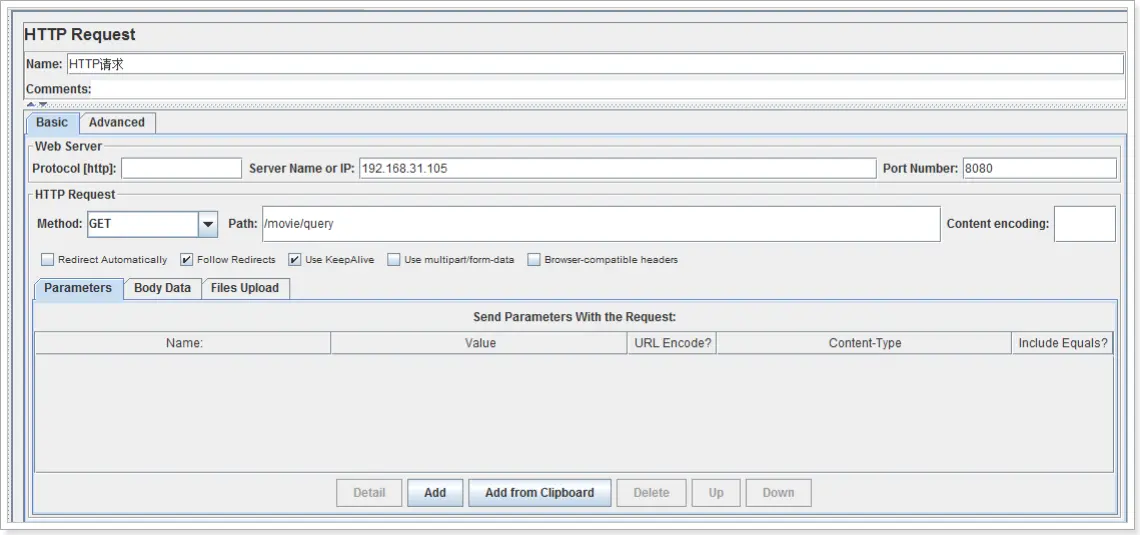 HTTP Request
Name: HTTP请求
Comments:
Basic Advanced
Web Server
Protocol [http]: Server Name or IP: 192.168.31.105 Port Number: 8080
HTTP Request
Method: GET Path: /movie/query Content encoding:
Redirect Automatically Follow Redirects Use KeepAlive Use multipart/form-data Browser-compatible headers
Parameters Body Data Files Upload
Send Parameters With the Request:
Name: Value URL Encode? Content-Type Include Equals?
Detail Add Add from Clipboard Delete Up Down